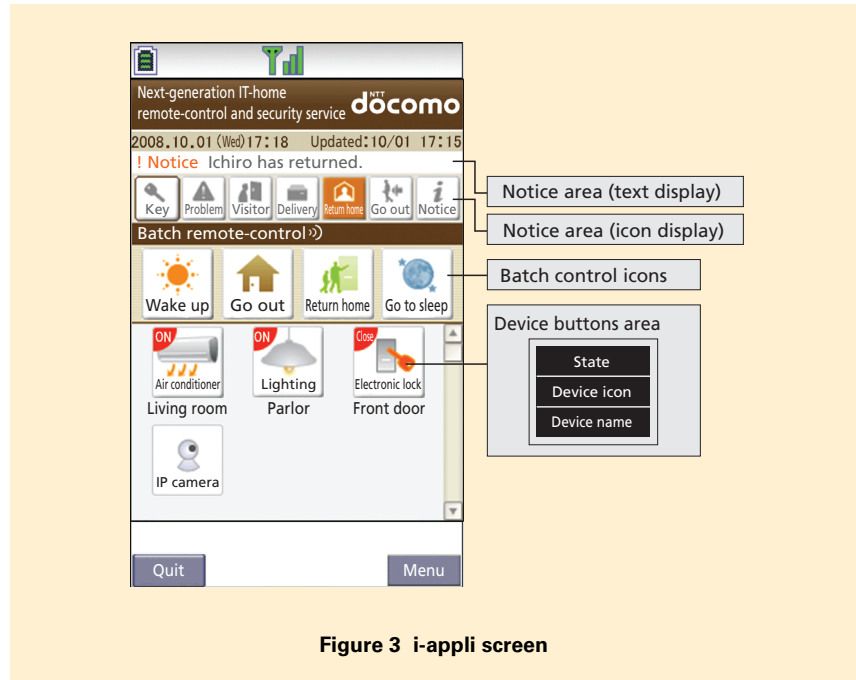 Next-generation IT-home
remote-control and security service
NTT
döcomo
2008.10.01 (Wed) 17:18 Updated:10/01 17:15
! Notice Ichiro has returned.
Key Problem Visitor Delivery Return home Go out Notice
Batch remote-control
Wake up Go out Return home Go to sleep
ON ON Close
Air conditioner Lighting Electronic lock
Living room Parlor Front door
IP camera
Quit Menu
Notice area (text display)
Notice area (icon display)
Batch control icons
Device buttons area
State
Device icon
Device name
Figure 3 i-appli screen